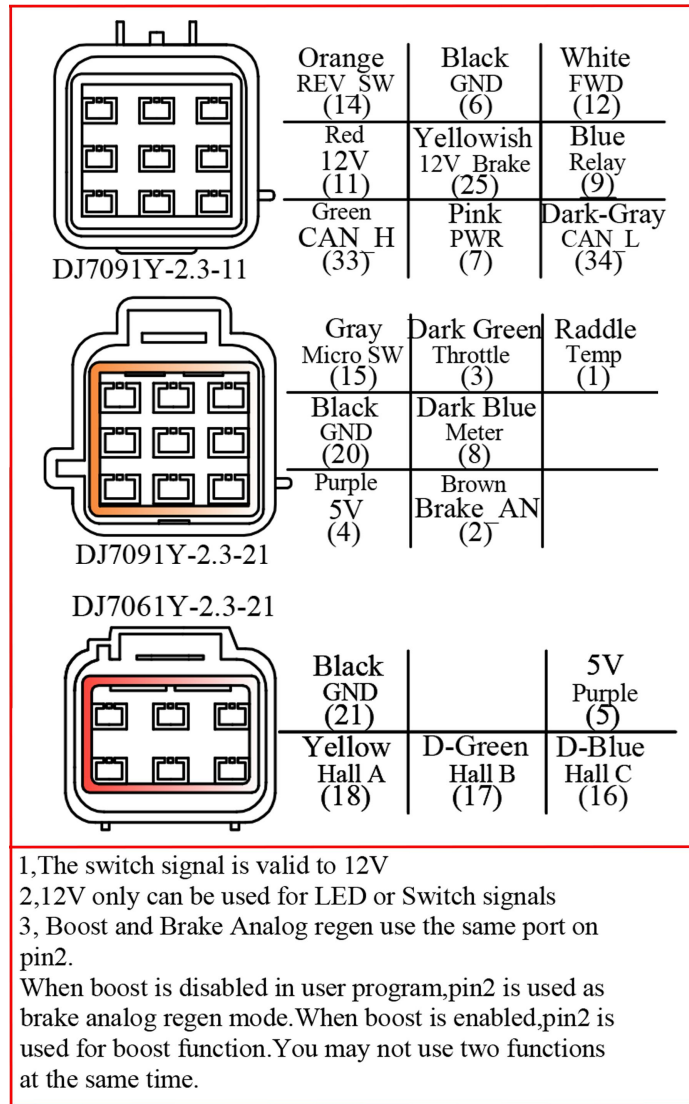 Orange Black White
REV_SW GND FWD
(14) (6) (12)
Red Yellowish Blue
12V 12V_Brake Relay
(11) (25) (9)
Green Pink Dark-Gray
CAN_H PWR CAN_L
(33) (7) (34)
DJ7091Y-2.3-11
Gray Dark Green Raddle
Micro SW Throttle Temp
(15) (3) (1)
Black Dark Blue
GND Meter
(20) (8)
Purple Brown
5V Brake_AN
(4) (2)
DJ7091Y-2.3-21
DJ7061Y-2.3-21
Black 5V
GND Purple
(21) (5)
Yellow D-Green D-Blue
Hall A Hall B Hall C
(18) (17) (16)
1,The switch signal is valid to 12V
2,12V only can be used for LED or Switch signals
3, Boost and Brake Analog regen use the same port on
pin2.
When boost is disabled in user program,pin2 is used as
brake analog regen mode.When boost is enabled,pin2 is
used for boost function.You may not use two functions
at the same time.